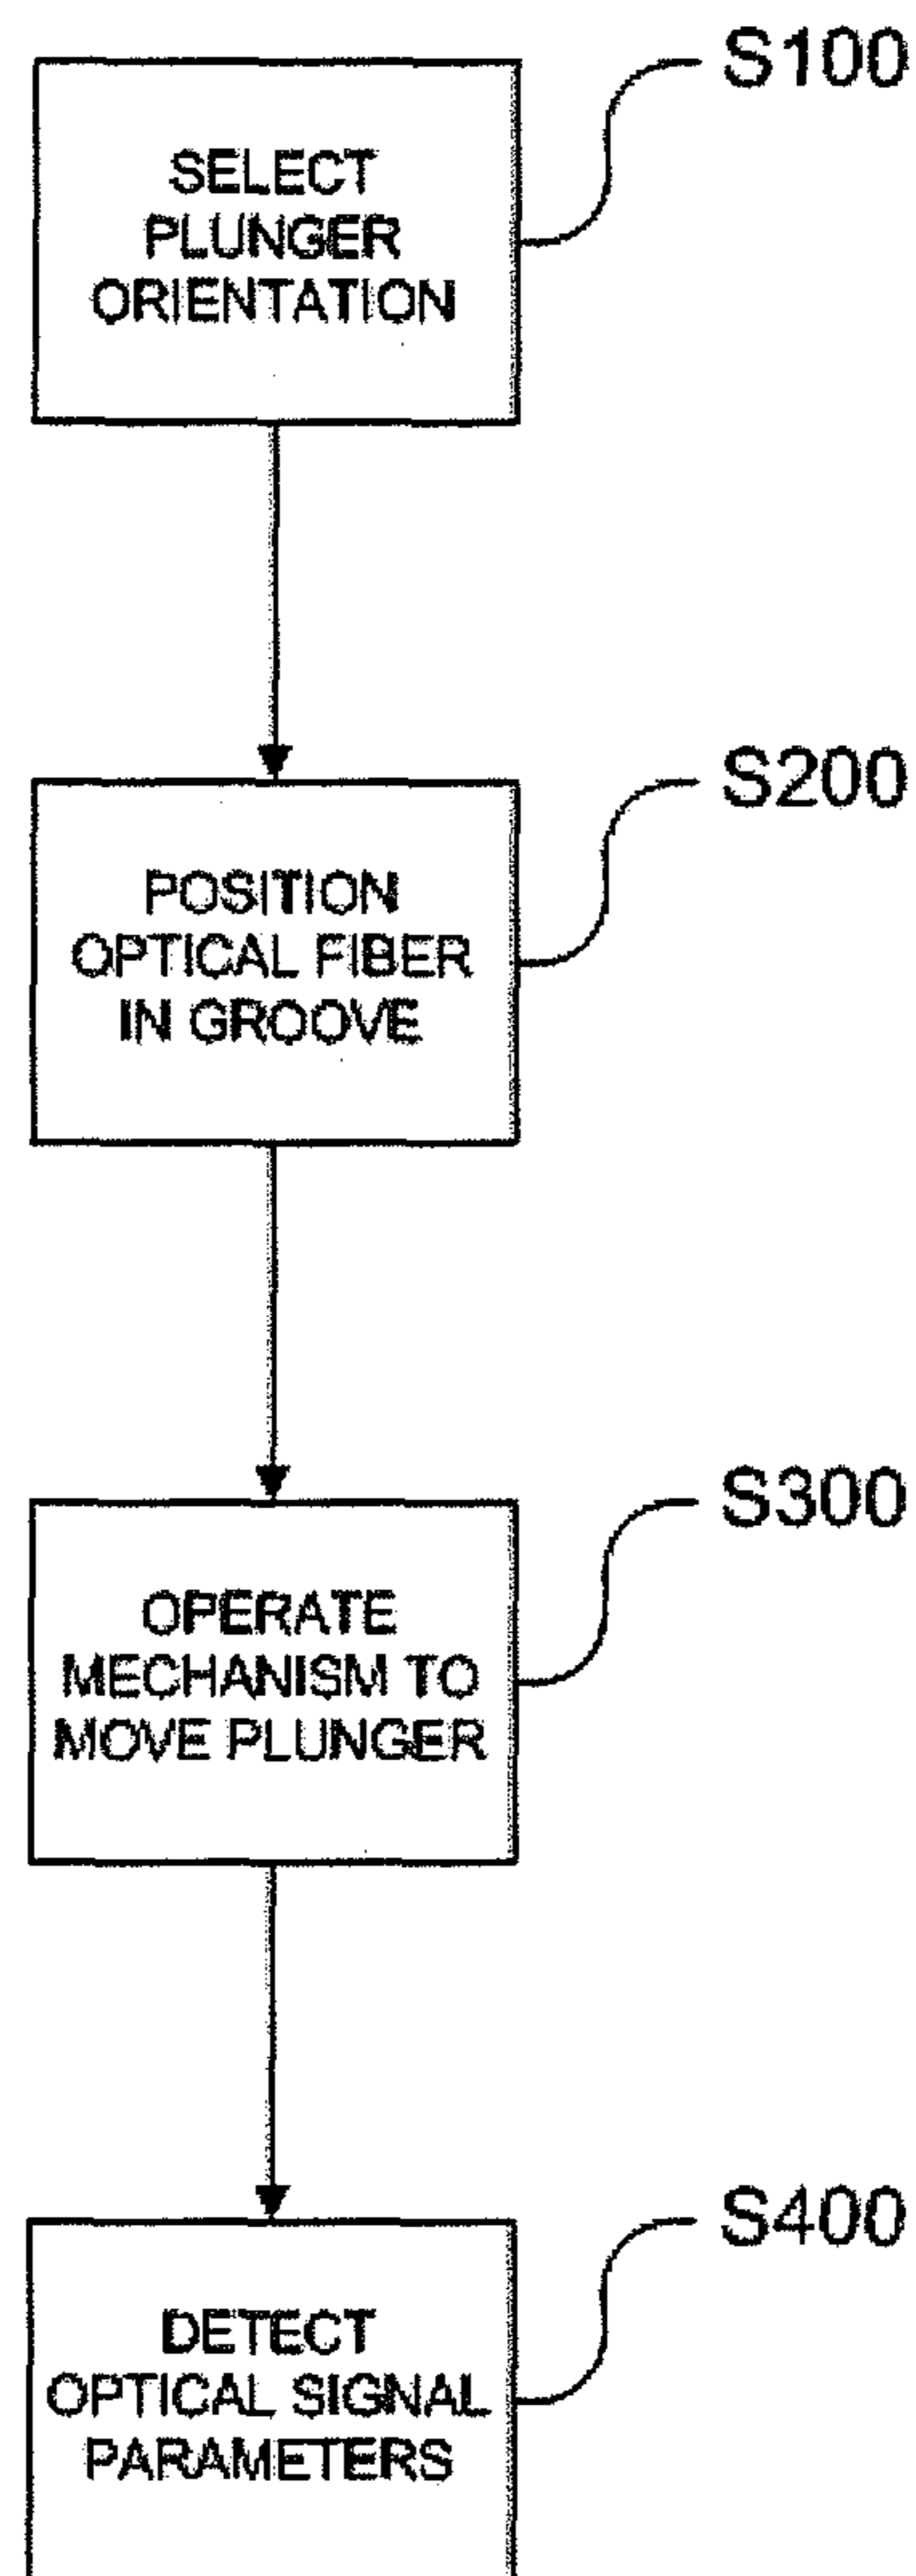 S100
SELECT
PLUNGER
ORIENTATION
S200
POSITION
OPTICAL FIBER
IN GROOVE
S300
OPERATE
MECHANISM TO
MOVE PLUNGER
S400
DETECT
OPTICAL SIGNAL
PARAMETERS